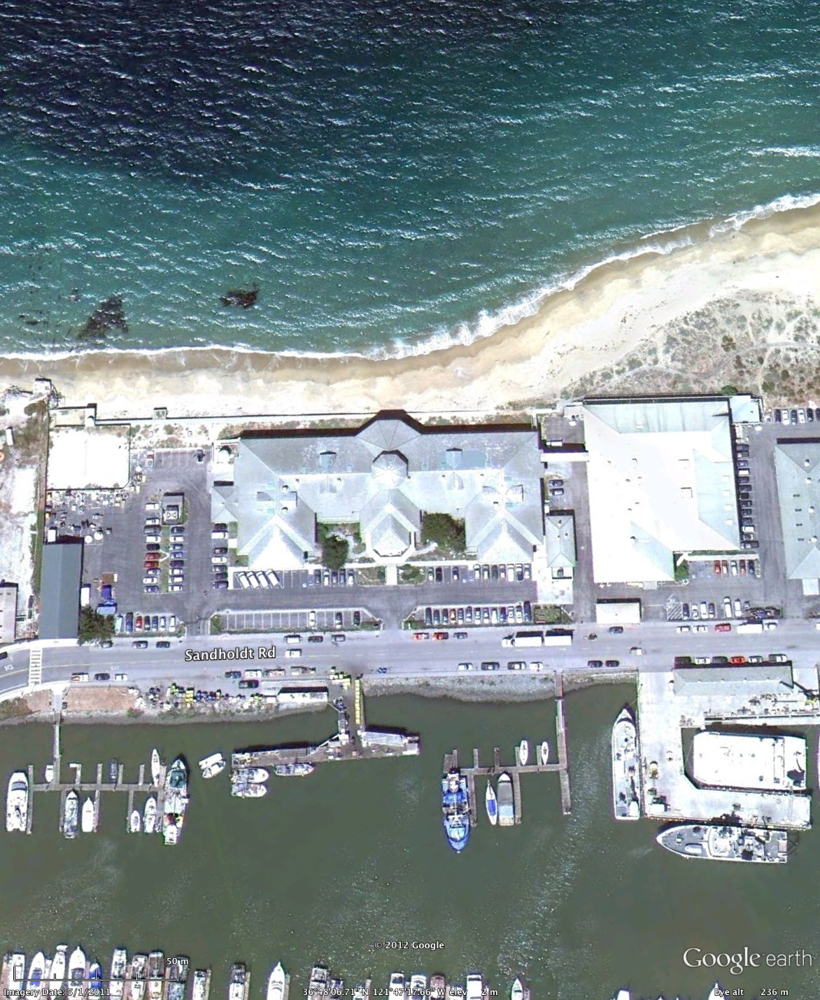 Sandholdt Rd
© 2012 Google
Google earth
50 m
Imagery Date: 5/1/2011
36°48'06.71" N 121°47'17.66" W elev 2 m
Eye alt 236 m